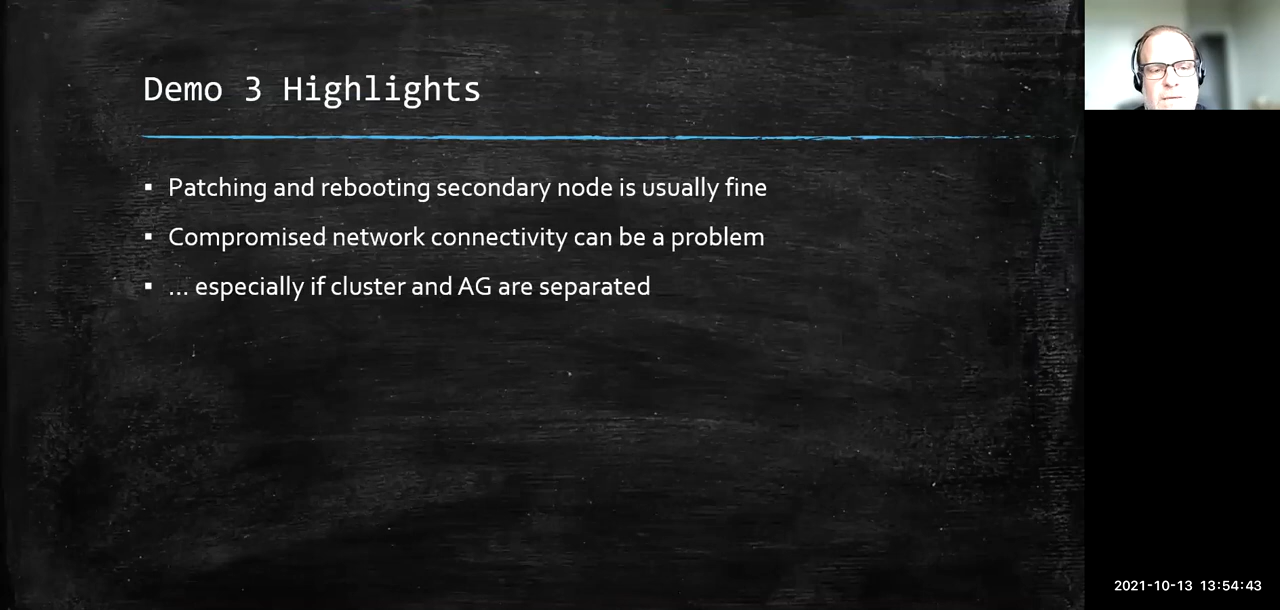 Demo 3 Highlights
▪ Patching and rebooting secondary node is usually fine
▪ Compromised network connectivity can be a problem
▪ ... especially if cluster and AG are separated
2021-10-13 13:54:43